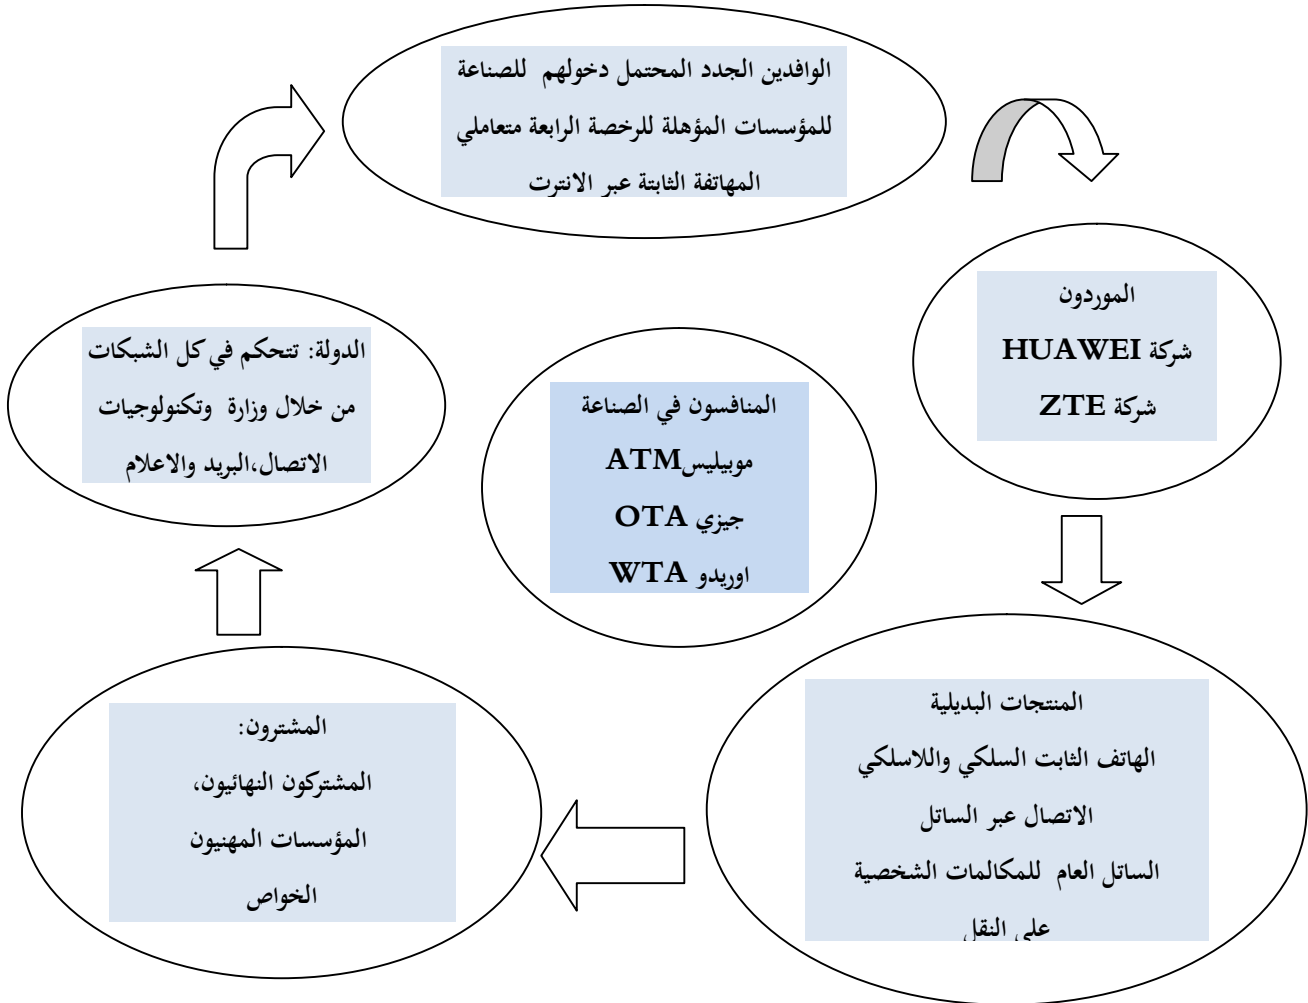 الوافدين الجدد المحتمل دخولهم للصناعة
للمؤسسات المؤهلة للرخصة الرابعة متعاملي
المهاتفة الثابتة عبر الانترت
الموردون
شركة HUAWEI
شركة ZTE
الدولة: تتحكم في كل الشبكات
من خلال وزارة وتكنولوجيات
الاتصال،البريد والاعلام
المنافسون في الصناعة
موبيليسATM
جيزي OTA
اوريدو WTA
المنتجات البديلية
الهاتف الثابت السلكي واللاسلكي
الاتصال عبر الساتل
الساتل العام للمكالمات الشخصية
على النقل
المشترون:
المشتركون النهائيون،
المؤسسات المهنيون
الخواص